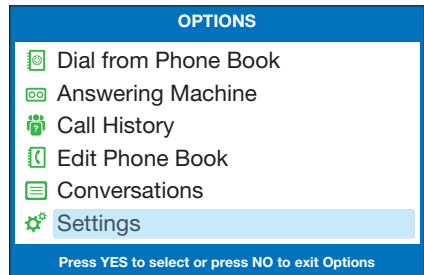 OPTIONS
Dial from Phone Book
Answering Machine
Call History
Edit Phone Book
Conversations
Settings
Press YES to select or press NO to exit Options